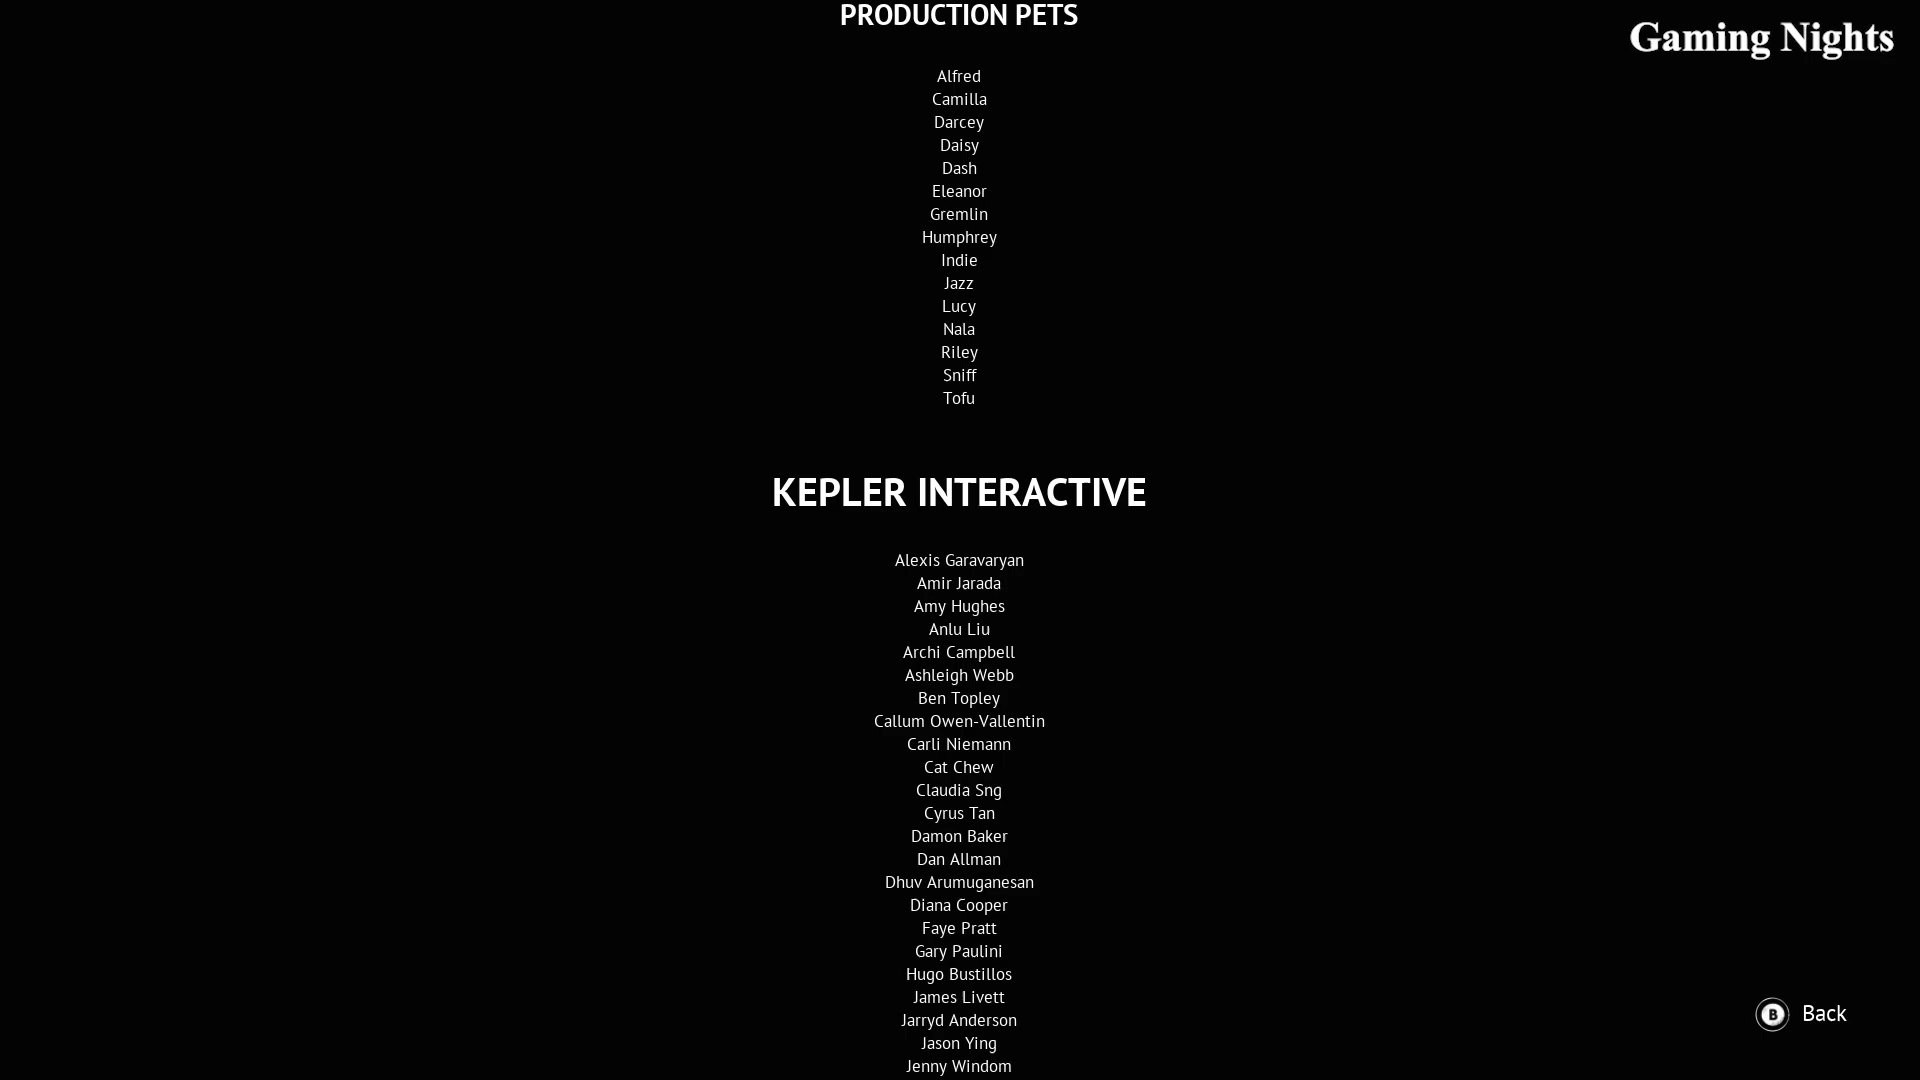 PRODUCTION PETS
Gaming Nights
Alfred
Camilla
Darcey
Daisy
Dash
Eleanor
Gremlin
Humphrey
Indie
Jazz
Lucy
Nala
Riley
Sniff
Tofu
KEPLER INTERACTIVE
Alexis Garavaryan
Amir Jarada
Amy Hughes
Anlu Liu
Archi Campbell
Ashleigh Webb
Ben Topley
Callum Owen-Vallentin
Carli Niemann
Cat Chew
Claudia Sng
Cyrus Tan
Damon Baker
Dan Allman
Dhuv Arumuganesan
Diana Cooper
Faye Pratt
Gary Paulini
Hugo Bustillos
James Livett
Jarryd Anderson
Jason Ying
Jenny Windom
B Back